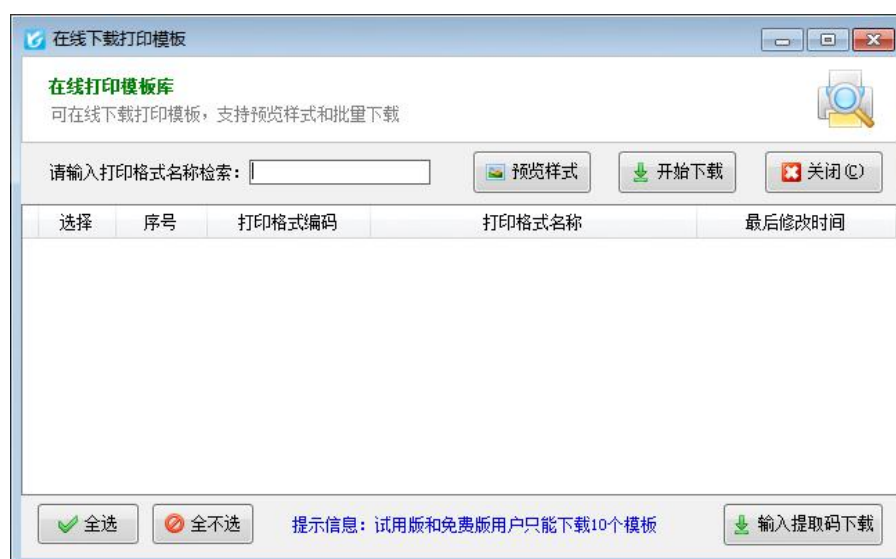 在线下载打印模板
在线打印模板库
可在线下载打印模板，支持预览样式和批量下载
请输入打印格式名称检索： 预览样式 开始下载 关闭(C)
选择 序号 打印格式编码 打印格式名称 最后修改时间
全选 全不选 提示信息：试用版和免费版用户只能下载10个模板 输入提取码下载